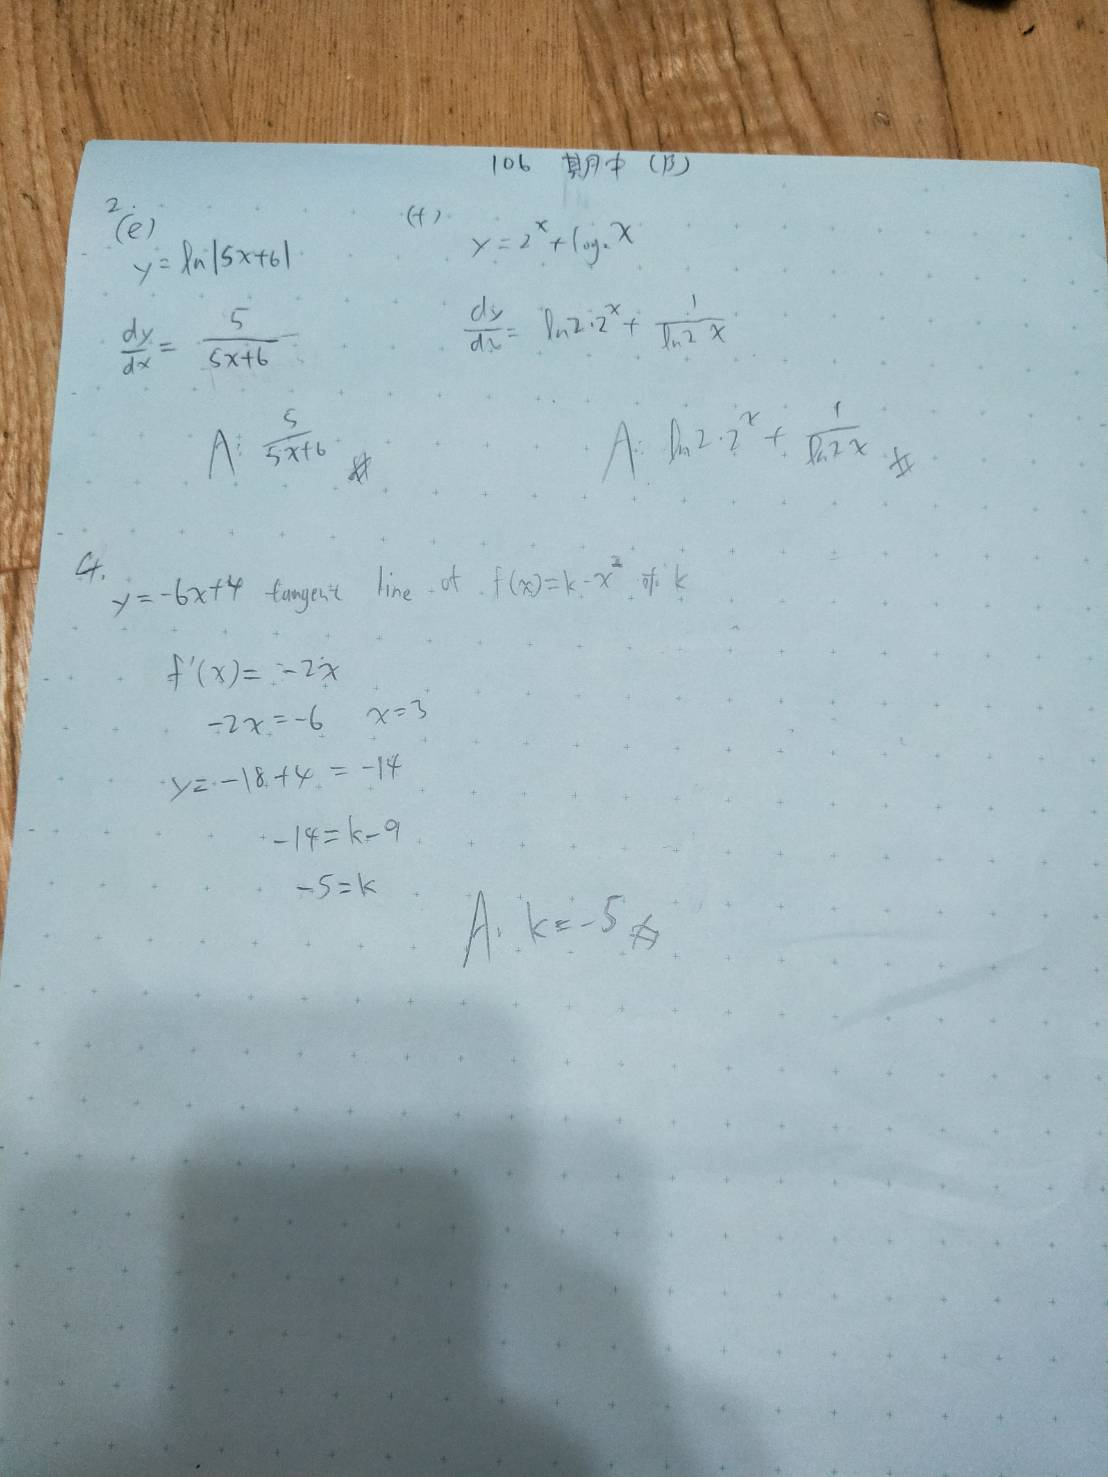 106 期中 (B)
2.
(e)
y = ln|5x+6|
dy/dx = 5/(5x+6)
A: 5/(5x+6) #
(f)
y = 2^x + log₂ x
dy/dx = ln2·2^x + 1/(ln2 x)
A: ln2·2^x + 1/(ln2 x) #
4.
y = -6x+4 tangent line of f(x) = k - x² of k
f'(x) = -2x
-2x = -6 x = 3
y = -18 + 4 = -14
-14 = k - 9
-5 = k
A: k = -5 #